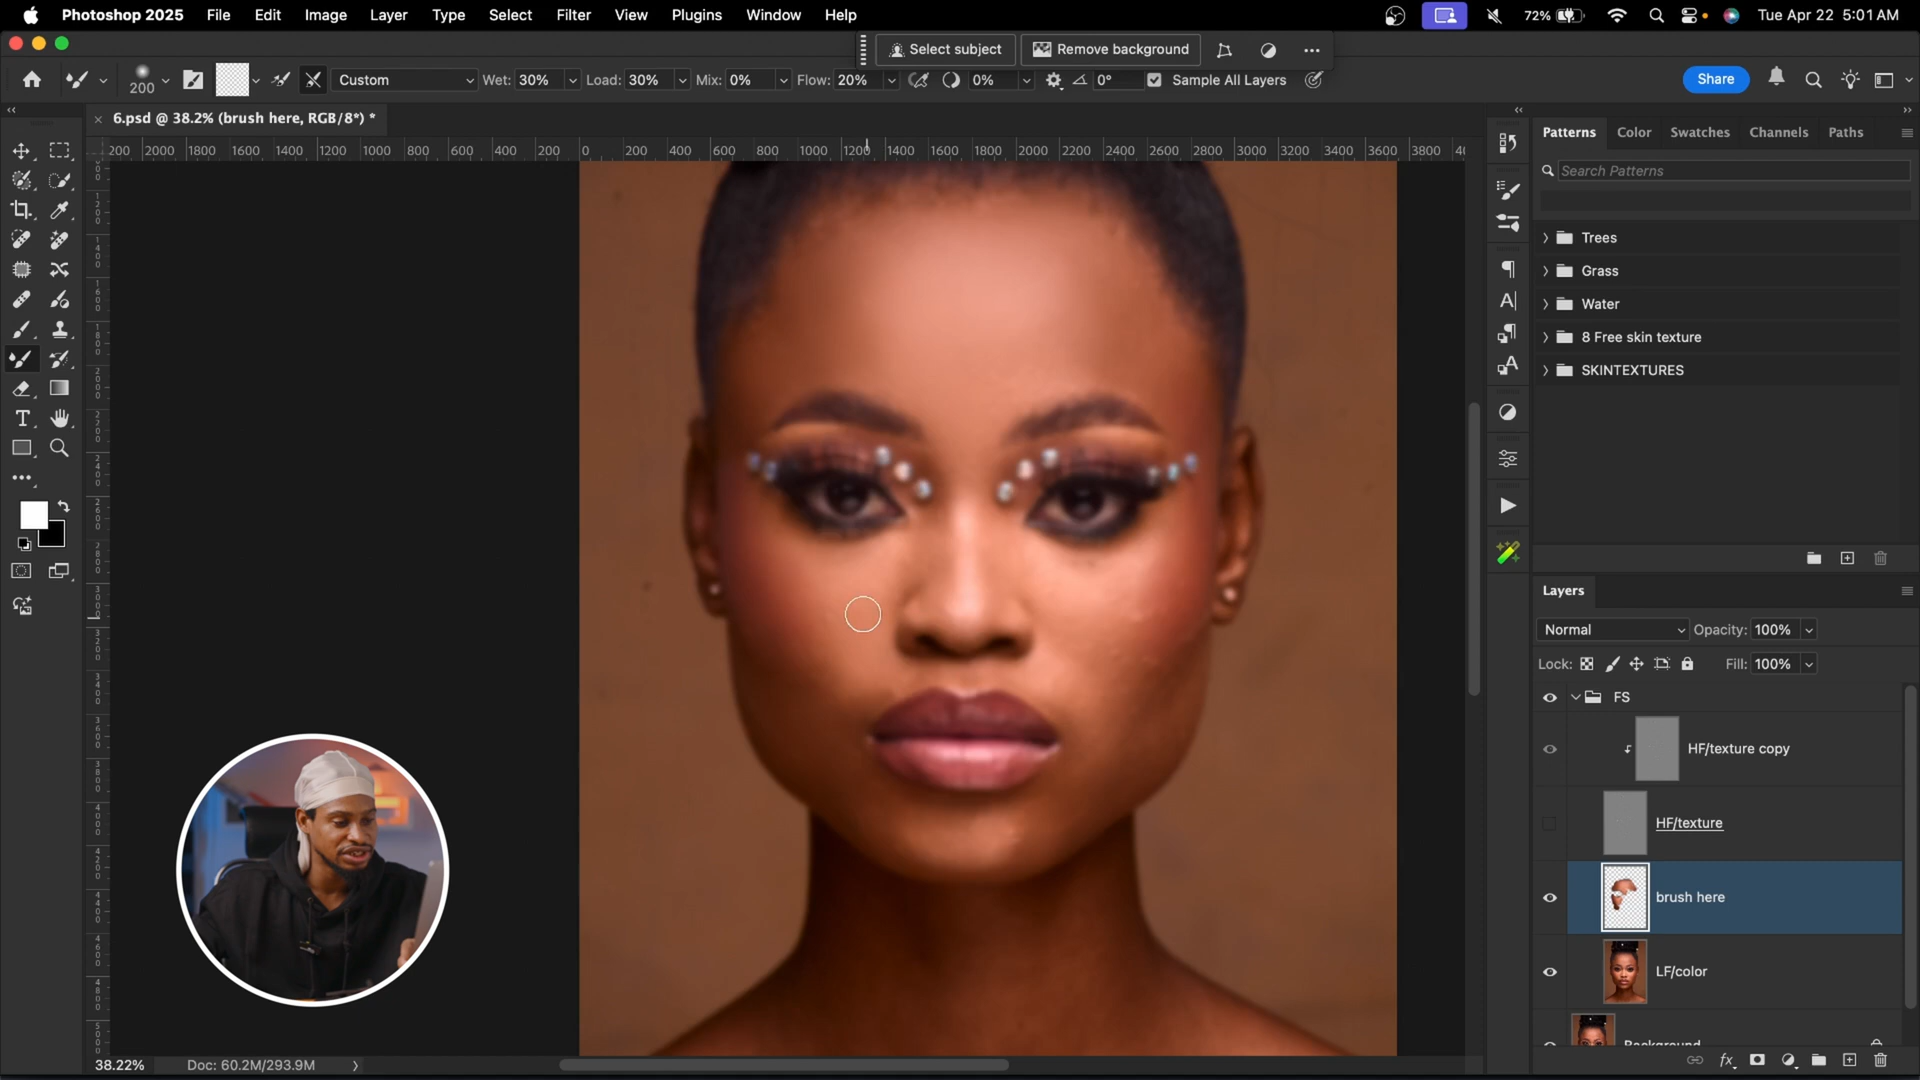 Photoshop 2025 File Edit Image Layer Type Select Filter View Plugins Window Help 72% Tue Apr 22 5:01 AM
Select subject Remove background
200 Custom Wet: 30% Load: 30% Mix: 0% Flow: 20% 0% 0° Sample All Layers Share
6.psd @ 38.2% (brush here, RGB/8*) *
200 2000 1800 1600 1400 1200 1000 800 600 400 200 0 200 400 600 800 1000 1200 1400 1600 1800 2000 2200 2400 2600 2800 3000 3200 3400 3600 3800
Patterns Color Swatches Channels Paths
Search Patterns
Trees
Grass
Water
8 Free skin texture
SKINTEXTURES
Layers
Normal Opacity: 100%
Lock: Fill: 100%
FS
HF/texture copy
HF/texture
brush here
LF/color
Background
38.22% Doc: 60.2M/293.9M